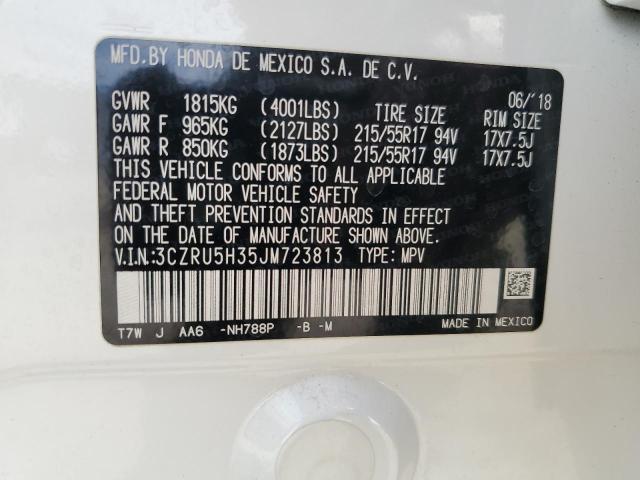 MFD. BY HONDA DE MEXICO S.A. DE C.V.
06/'18
GVWR 1815KG (4001LBS) TIRE SIZE RIM SIZE
GAWR F 965KG (2127LBS) 215/55R17 94V 17X7.5J
GAWR R 850KG (1873LBS) 215/55R17 94V 17X7.5J
THIS VEHICLE CONFORMS TO ALL APPLICABLE
FEDERAL MOTOR VEHICLE SAFETY
AND THEFT PREVENTION STANDARDS IN EFFECT
ON THE DATE OF MANUFACTURE SHOWN ABOVE.
V.I.N.:3CZRU5H35JM723813 TYPE: MPV
T7W J AA6 -NH788P -B -M
MADE IN MEXICO